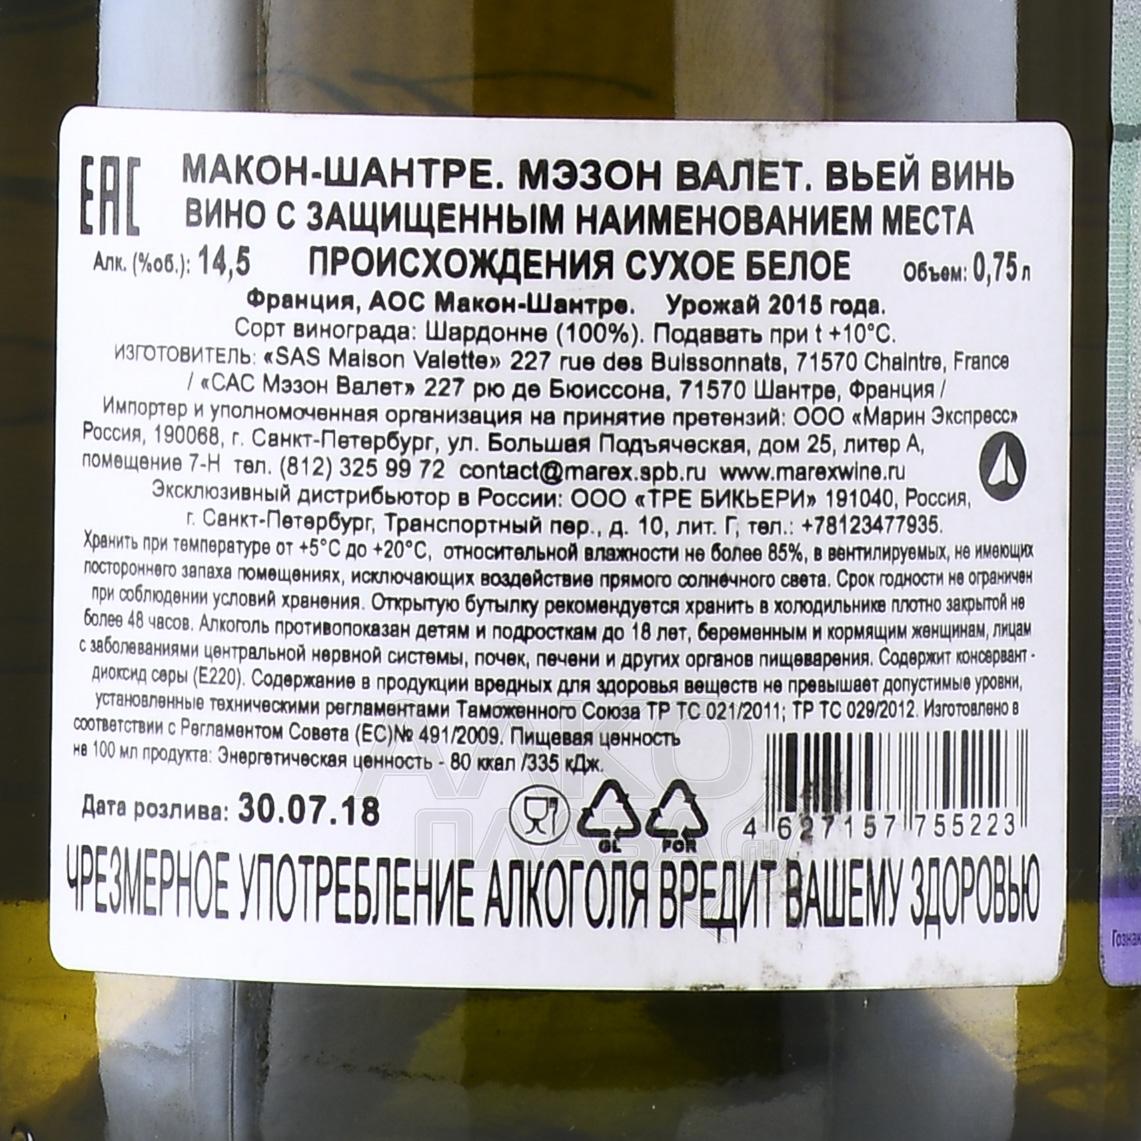 EAC
МАКОН-ШАНТРЕ. МЭЗОН ВАЛЕТ. ВЬЕЙ ВИНЬ
ВИНО С ЗАЩИЩЕННЫМ НАИМЕНОВАНИЕМ МЕСТА
Алк. (%об.): 14,5 ПРОИСХОЖДЕНИЯ СУХОЕ БЕЛОЕ Объем: 0,75 л
Франция, АОС Макон-Шантре. Урожай 2015 года.
Сорт винограда: Шардонне (100%). Подавать при t +10°C.
ИЗГОТОВИТЕЛЬ: «SAS Maison Valette» 227 rue des Buissonnats, 71570 Chaintre, France
/ «САС Мэзон Валет» 227 рю де Бюиссона, 71570 Шантре, Франция /
Импортер и уполномоченная организация на принятие претензий: ООО «Марин Экспресс»
Россия, 190068, г. Санкт-Петербург, ул. Большая Подъяческая, дом 25, литер А,
помещение 7-Н тел. (812) 325 99 72 contact@marex.spb.ru www.marexwine.ru
Эксклюзивный дистрибьютор в России: ООО «ТРЕ БИКЬЕРИ» 191040, Россия,
г. Санкт-Петербург, Транспортный пер., д. 10, лит. Г, тел.: +78123477935.
Хранить при температуре от +5°С до +20°С, относительной влажности не более 85%, в вентилируемых, не имеющих
постороннего запаха помещениях, исключающих воздействие прямого солнечного света. Срок годности не ограничен
при соблюдении условий хранения. Открытую бутылку рекомендуется хранить в холодильнике плотно закрытой не
более 48 часов. Алкоголь противопоказан детям и подросткам до 18 лет, беременным и кормящим женщинам, лицам
с заболеваниями центральной нервной системы, почек, печени и других органов пищеварения. Содержит консервант -
диоксид серы (Е220). Содержание в продукции вредных для здоровья веществ не превышает допустимые уровни,
установленные техническими регламентами Таможенного Союза ТР ТС 021/2011; ТР ТС 029/2012. Изготовлено в
соответствии с Регламентом Совета (ЕС)№ 491/2009. Пищевая ценность
не 100 мл продукта: Энергетическая ценность - 80 ккал /335 кДж.
Дата розлива: 30.07.18
GL FOR
4 627157 755223
ЧРЕЗМЕРНОЕ УПОТРЕБЛЕНИЕ АЛКОГОЛЯ ВРЕДИТ ВАШЕМУ ЗДОРОВЬЮ
АЛКО
ПЛАЗА.ru